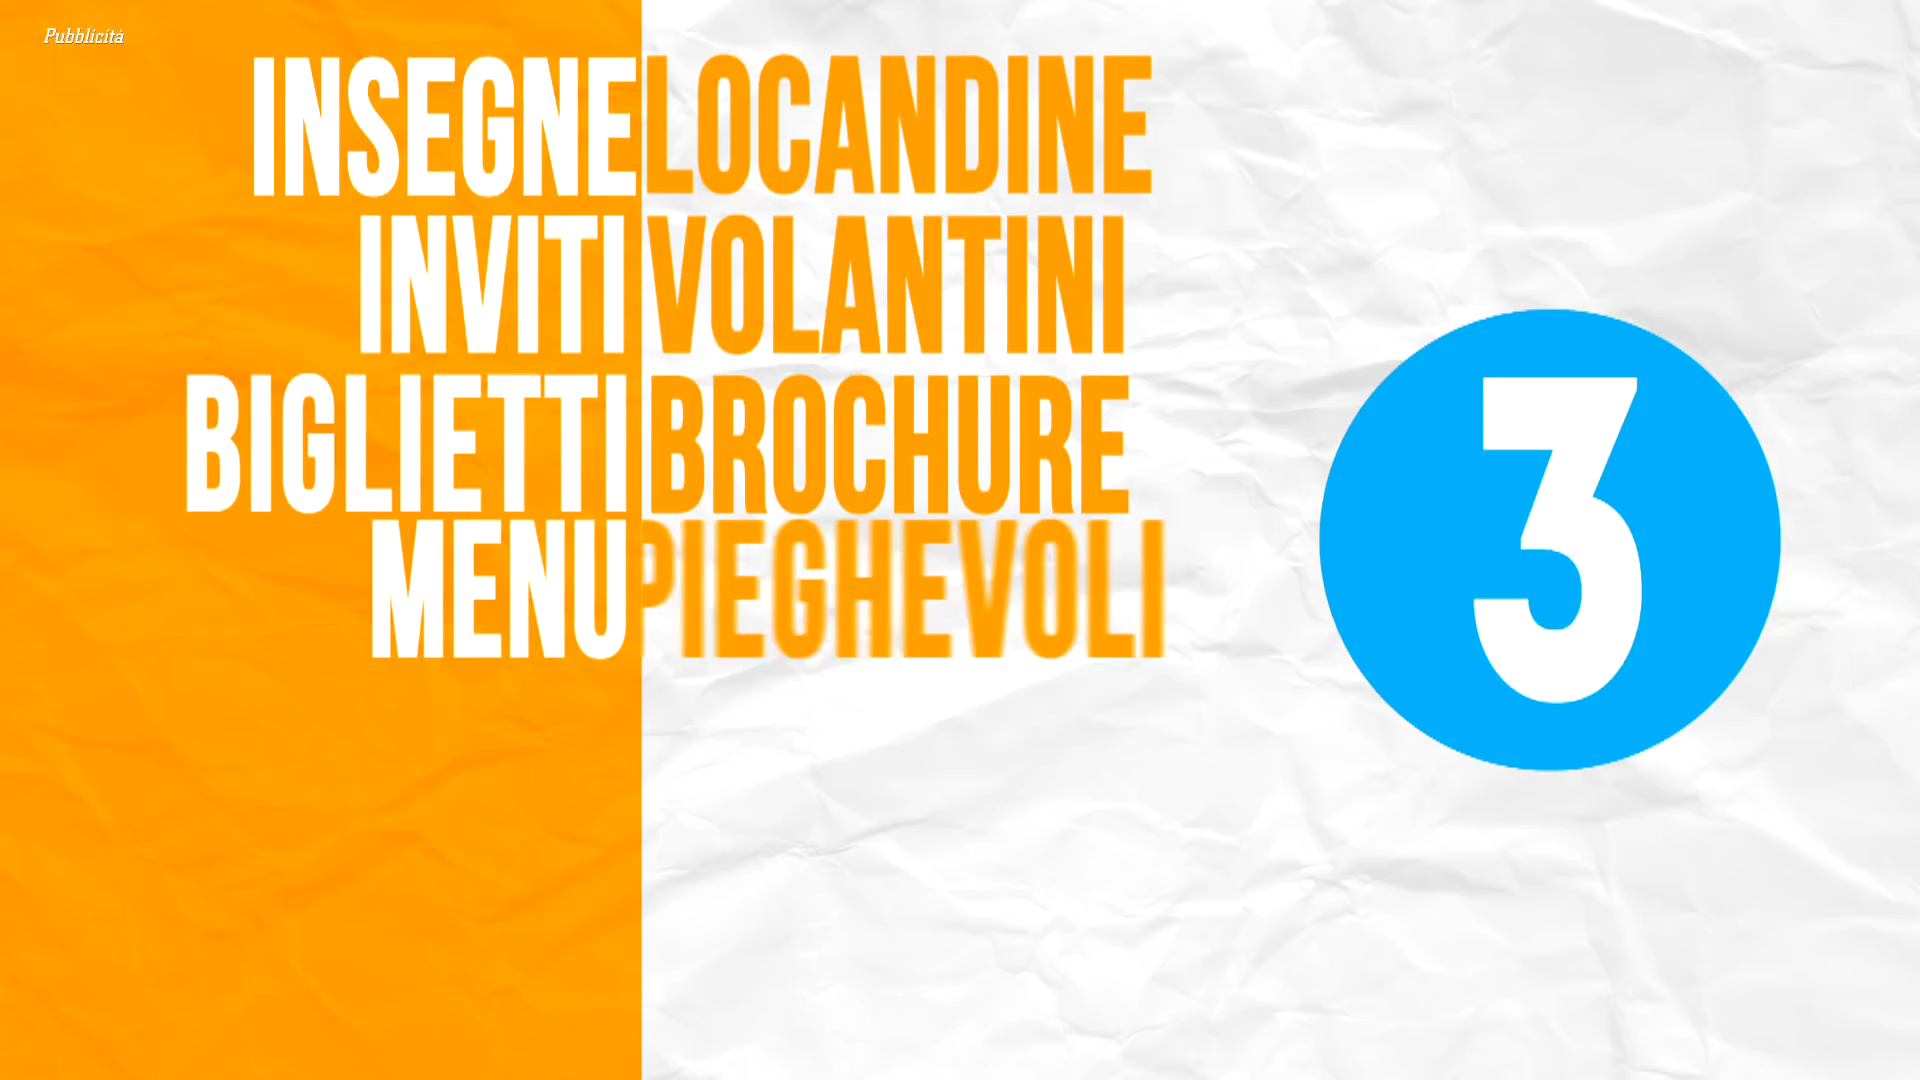 Pubblicità
INSEGNE LOCANDINE
INVITI VOLANTINI
BIGLIETTI BROCHURE
MENU PIEGHEVOLI
3